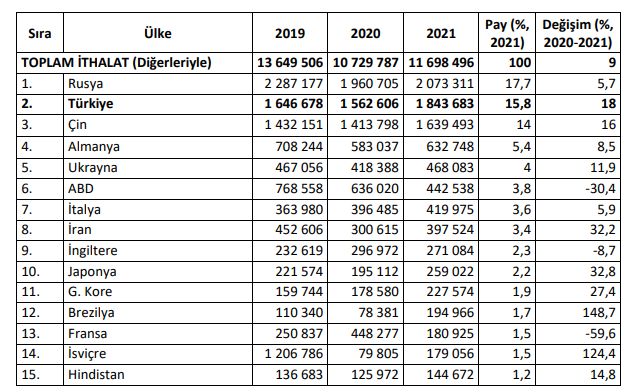 Sıra Ülke 2019 2020 2021 Pay (%, 2021) Değişim (%, 2020-2021)
TOPLAM İTHALAT (Diğerleriyle) 13 649 506 10 729 787 11 698 496 100 9
1. Rusya 2 287 177 1 960 705 2 073 311 17,7 5,7
2. Türkiye 1 646 678 1 562 606 1 843 683 15,8 18
3. Çin 1 432 151 1 413 798 1 639 493 14 16
4. Almanya 708 244 583 037 632 748 5,4 8,5
5. Ukrayna 467 056 418 388 468 083 4 11,9
6. ABD 768 558 636 020 442 538 3,8 -30,4
7. İtalya 363 980 396 485 419 975 3,6 5,9
8. İran 452 606 300 615 397 524 3,4 32,2
9. İngiltere 232 619 296 972 271 084 2,3 -8,7
10. Japonya 221 574 195 112 259 022 2,2 32,8
11. G. Kore 159 744 178 580 227 574 1,9 27,4
12. Brezilya 110 340 78 381 194 966 1,7 148,7
13. Fransa 250 837 448 277 180 925 1,5 -59,6
14. İsviçre 1 206 786 79 805 179 056 1,5 124,4
15. Hindistan 136 683 125 972 144 672 1,2 14,8